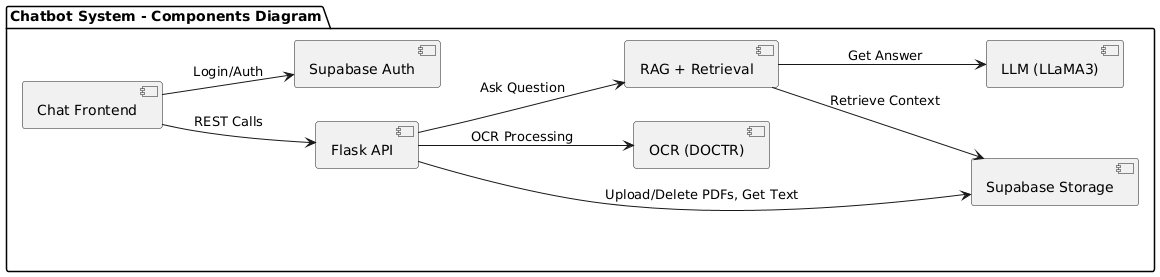 Chatbot System - Components Diagram
Chat Frontend
Login/Auth
REST Calls
Supabase Auth
Flask API
Ask Question
OCR Processing
Upload/Delete PDFs, Get Text
RAG + Retrieval
OCR (DOCTR)
Get Answer
Retrieve Context
LLM (LLaMA3)
Supabase Storage